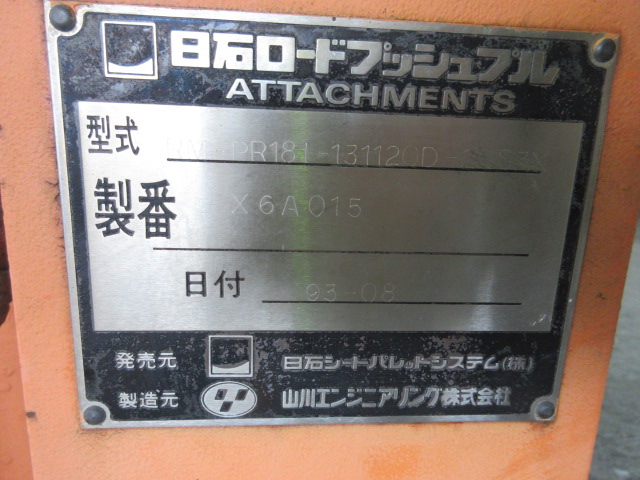 日石ロードプッシュプル
ATTACHMENTS
型式 PR181-131120D
製番 X6A015
日付 93-08
発売元 日石シートパレットシステム(株)
製造元 山川エンジニアリング株式会社